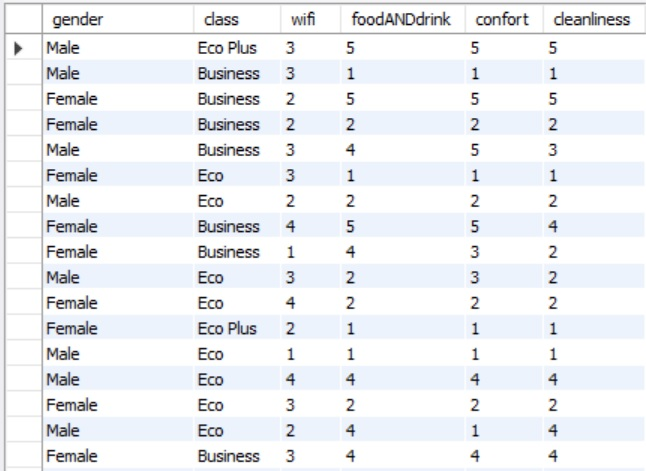 gender class wifi foodANDdrink confort cleanliness
Male Eco Plus 3 5 5 5
Male Business 3 1 1 1
Female Business 2 5 5 5
Female Business 2 2 2 2
Male Business 3 4 5 3
Female Eco 3 1 1 1
Male Eco 2 2 2 2
Female Business 4 5 5 4
Female Business 1 4 3 2
Male Eco 3 2 3 2
Female Eco 4 2 2 2
Female Eco Plus 2 1 1 1
Male Eco 1 1 1 1
Male Eco 4 4 4 4
Female Eco 3 2 2 2
Male Eco 2 4 1 4
Female Business 3 4 4 4